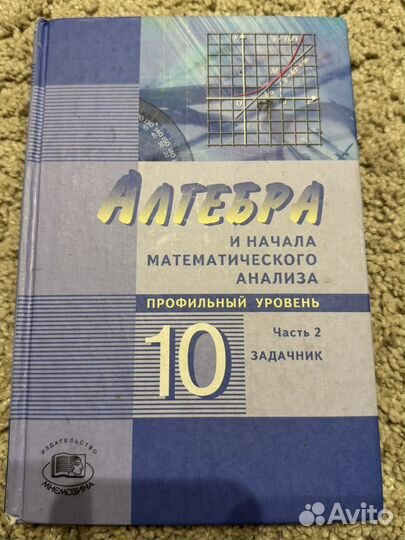 АЛГЕБРА
И НАЧАЛА
МАТЕМАТИЧЕСКОГО
АНАЛИЗА
ПРОФИЛЬНЫЙ УРОВЕНЬ
10
Часть 2
ЗАДАЧНИК
ИЗДАТЕЛЬСТВО
МНЕМОЗИНА
Avito